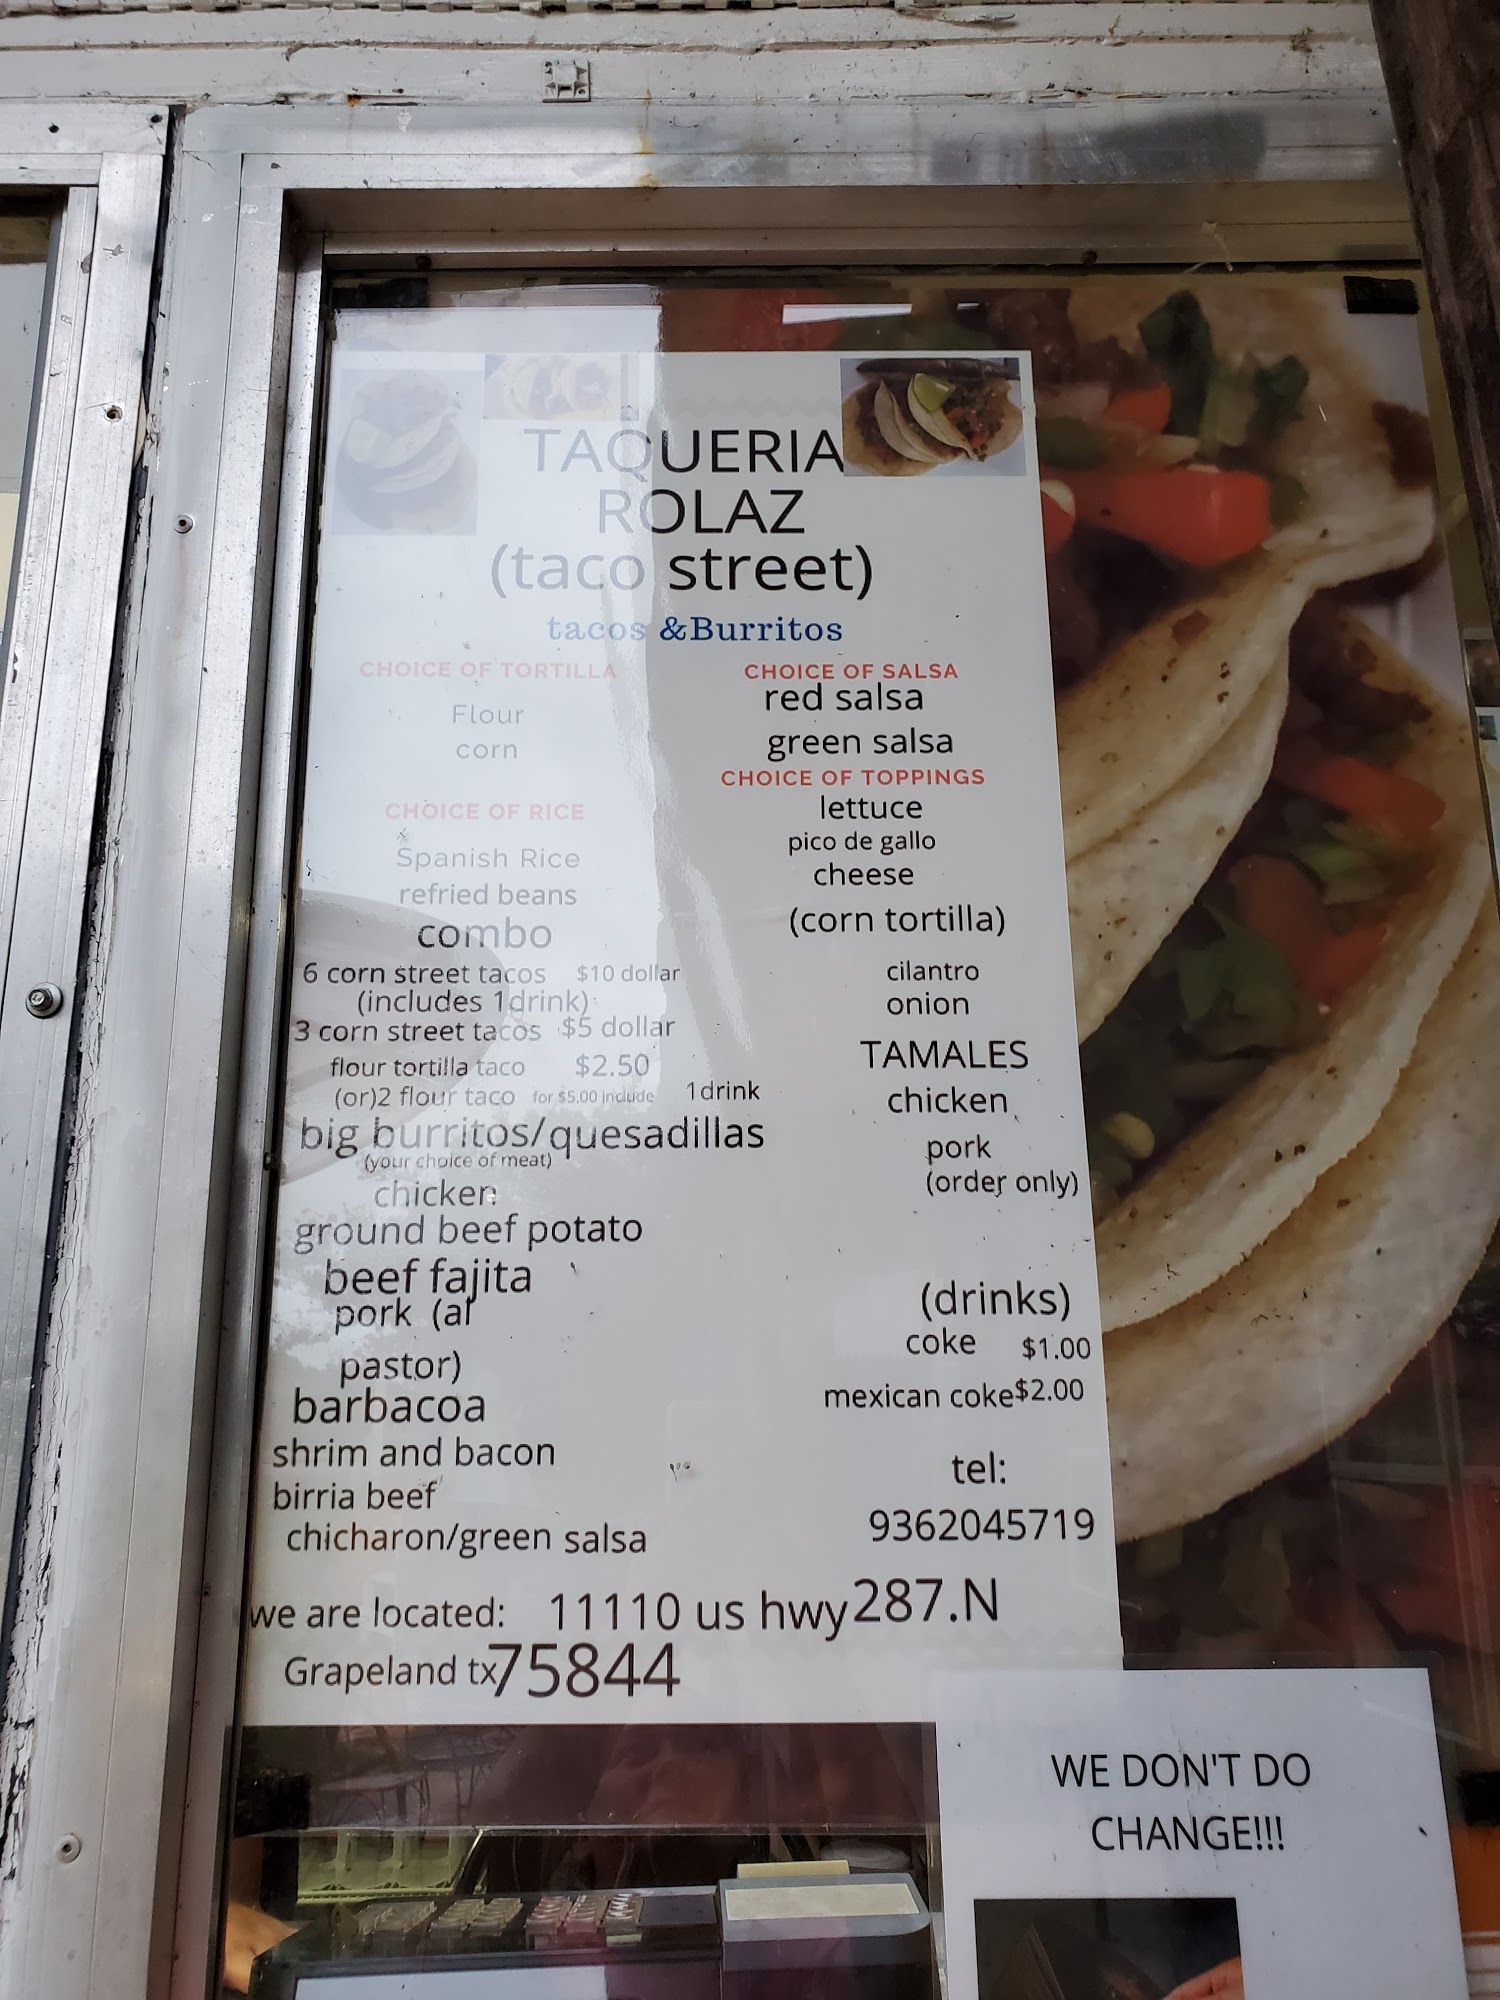 TAQUERIA
ROLAZ
(taco street)
tacos &Burritos
CHOICE OF TORTILLA
Flour
corn
CHOICE OF RICE
Spanish Rice
refried beans
combo
6 corn street tacos $10 dollar
(includes 1drink)
3 corn street tacos $5 dollar
flour tortilla taco $2.50
(or)2 flour taco for $5.00 include 1drink
big burritos/quesadillas
(your choice of meat)
chicken
ground beef potato
beef fajita
pork (al
pastor)
barbacoa
shrim and bacon
birria beef
chicharon/green salsa
CHOICE OF SALSA
red salsa
green salsa
CHOICE OF TOPPINGS
lettuce
pico de gallo
cheese
(corn tortilla)
cilantro
onion
TAMALES
chicken
pork
(order only)
(drinks)
coke $1.00
mexican coke $2.00
tel:
9362045719
we are located: 11110 us hwy 287.N
Grapeland tx 75844
WE DON'T DO
CHANGE!!!